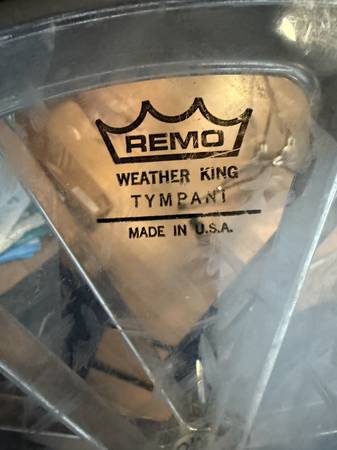 REMO
WEATHER KING
TYMPANI
MADE IN U.S.A.